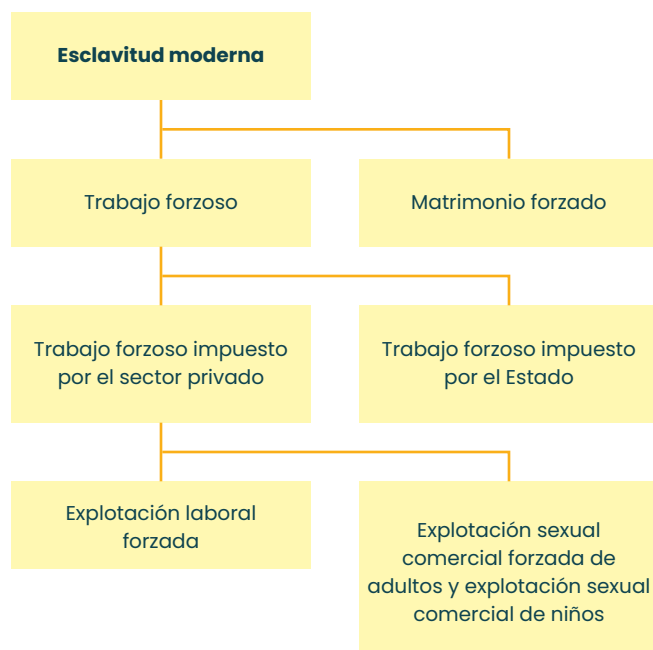 Esclavitud moderna
Trabajo forzoso
Matrimonio forzado
Trabajo forzoso impuesto
por el sector privado
Trabajo forzoso impuesto
por el Estado
Explotación laboral
forzada
Explotación sexual
comercial forzada de
adultos y explotación sexual
comercial de niños